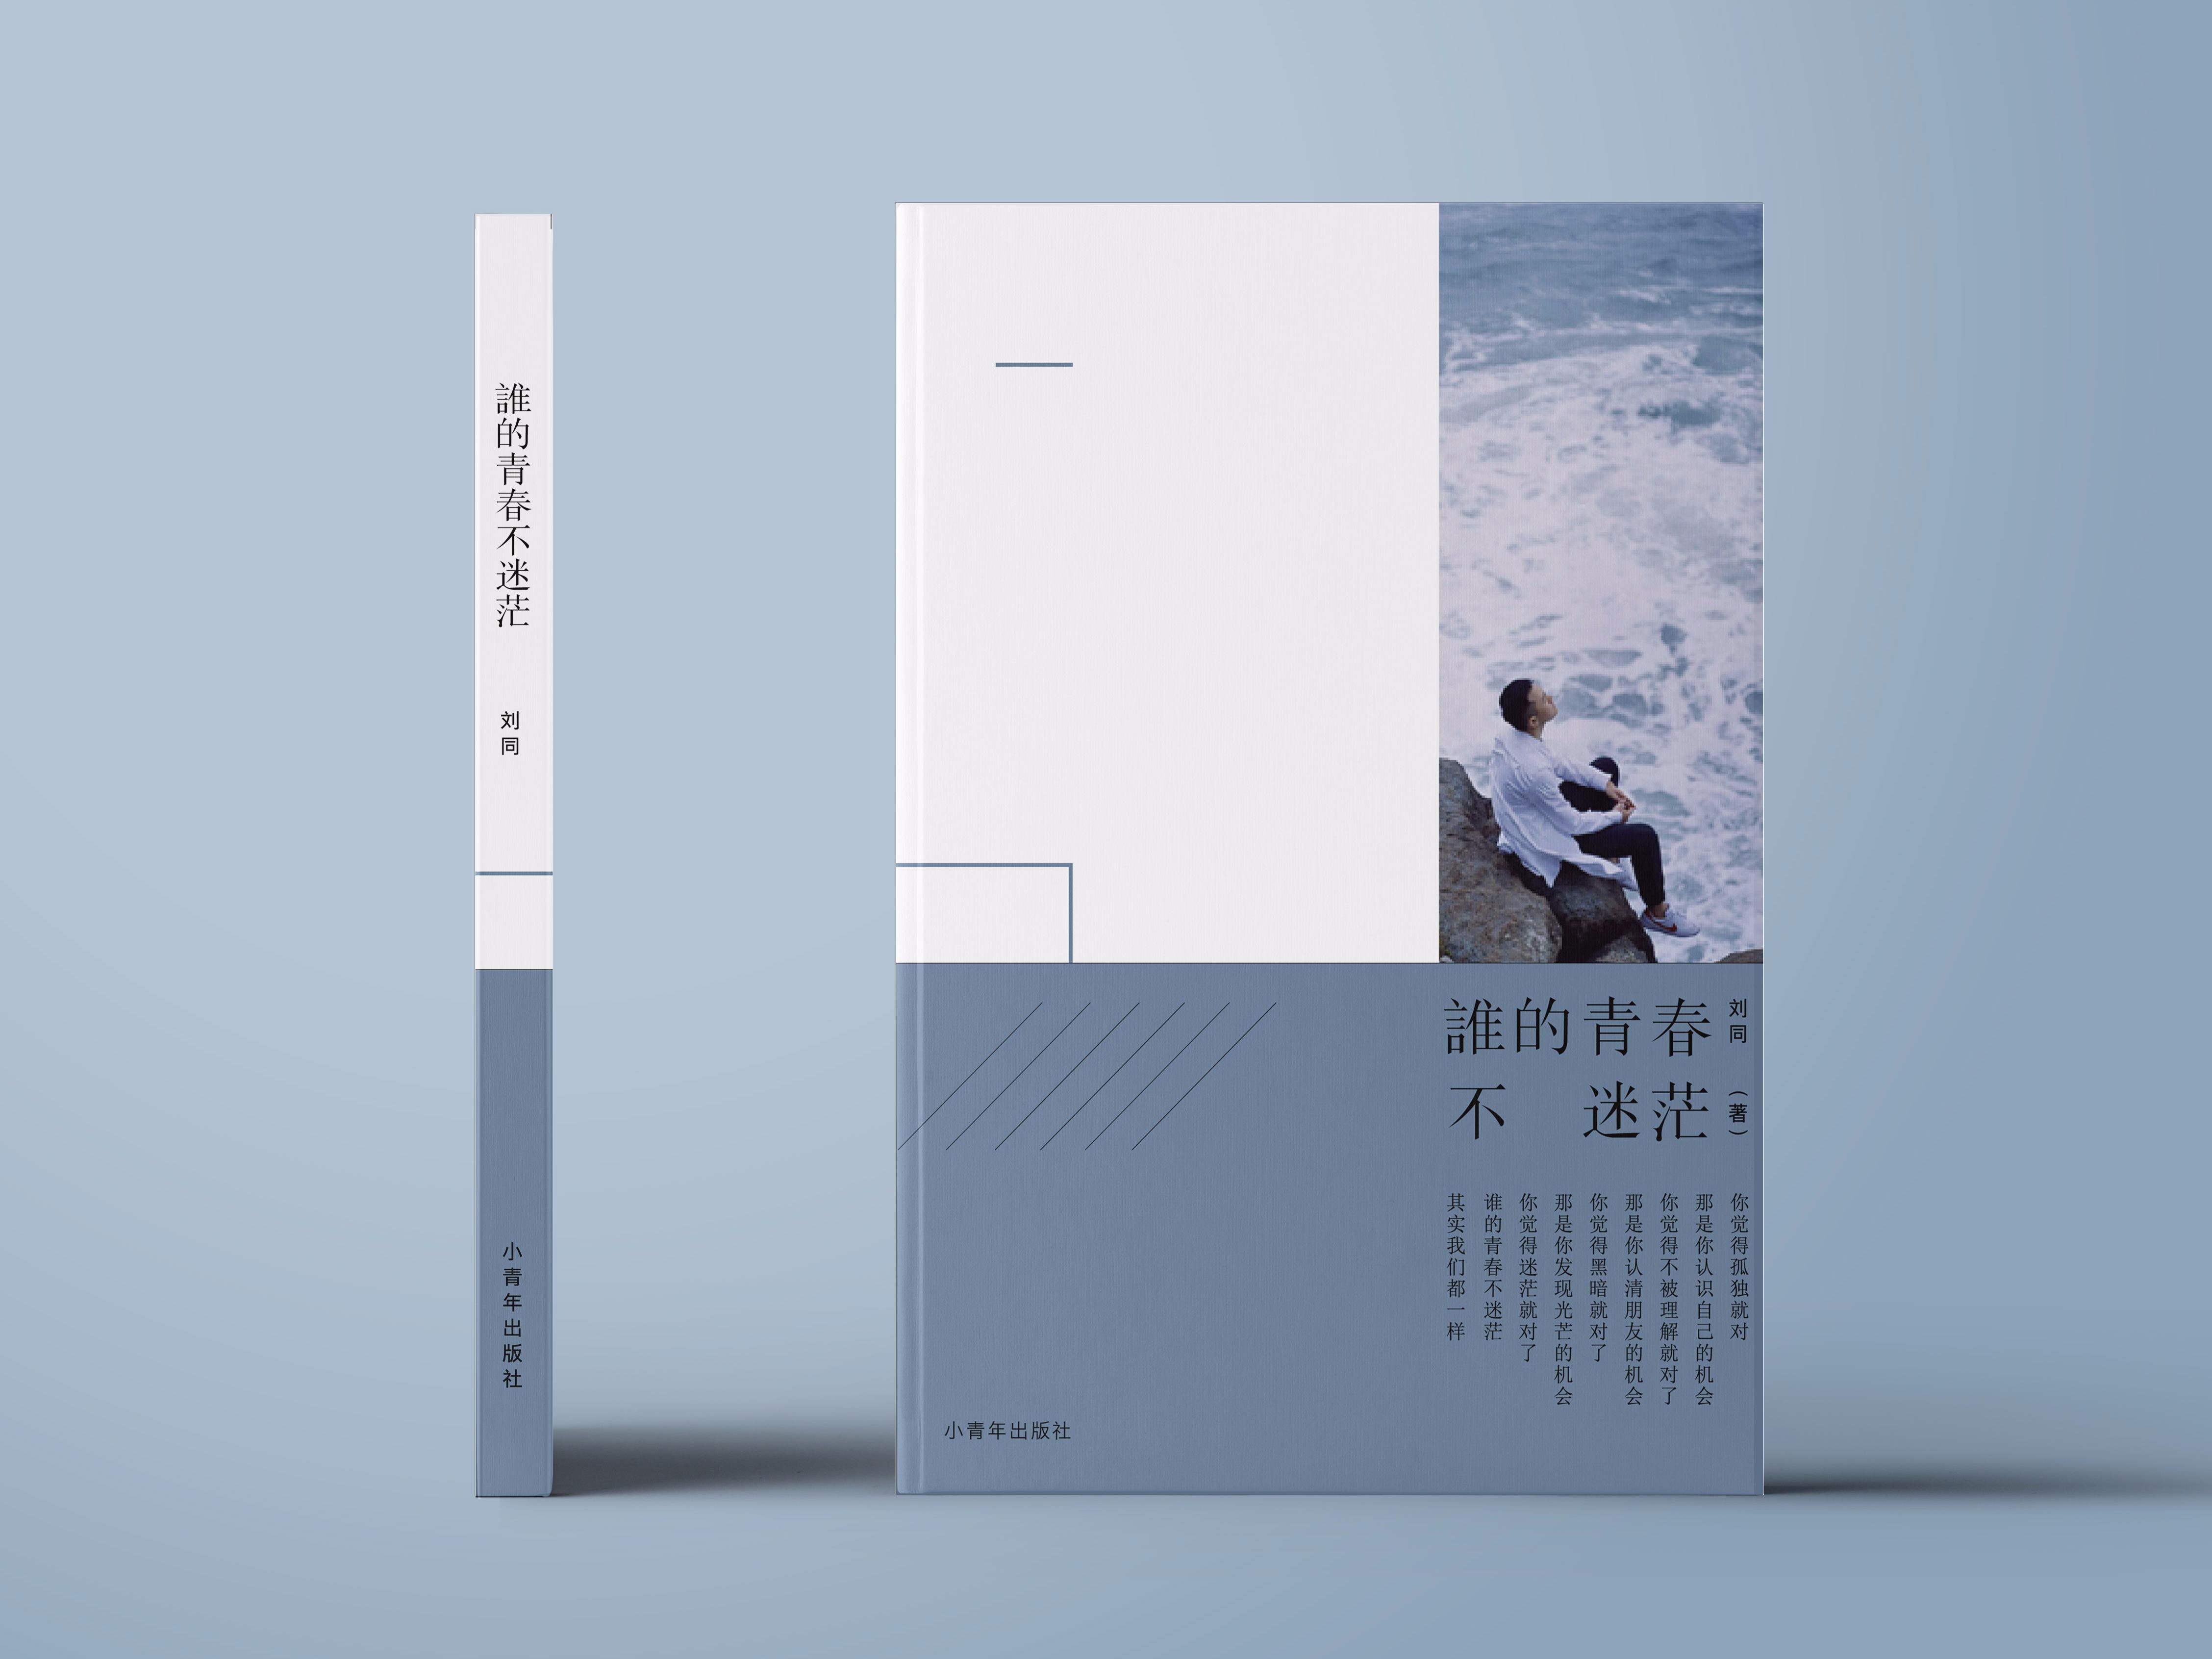 誰的青春不迷茫
刘同
小青年出版社
誰的青春
不 迷茫
刘同 (著)
你觉得孤独就对
那是你认识自己的机会
你觉得不被理解就对了
那是你认清朋友的机会
你觉得黑暗就对了
那是你发现光芒的机会
你觉得迷茫就对了
谁的青春不迷茫
其实我们都一样
小青年出版社